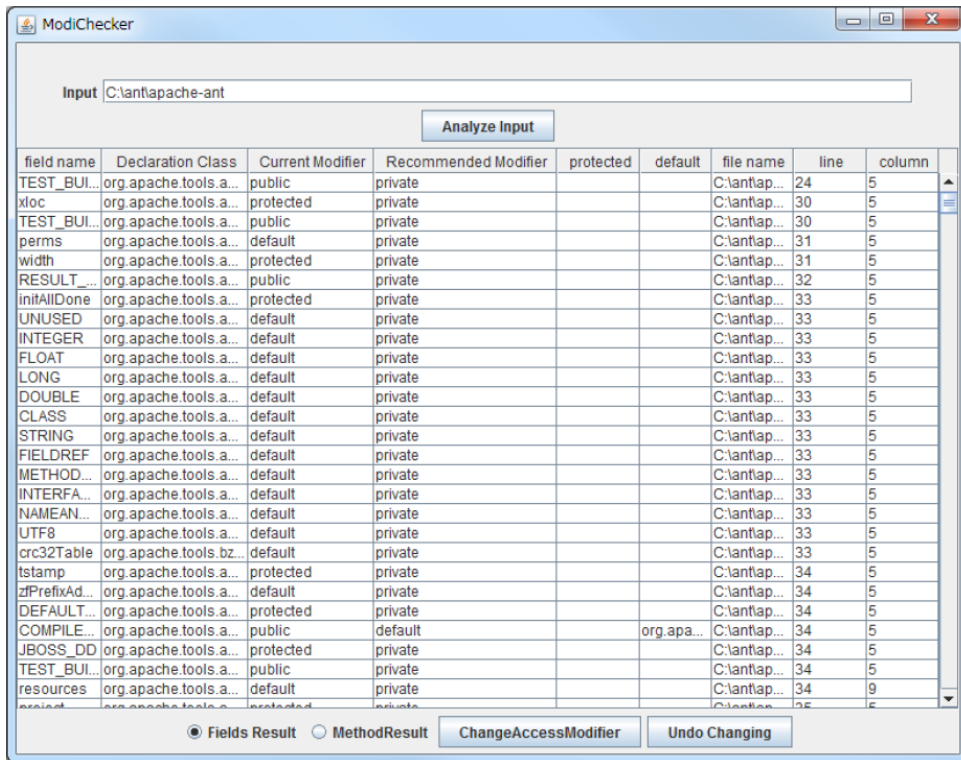 ModiChecker
Input C:\ant\apache-ant
Analyze Input
field name Declaration Class Current Modifier Recommended Modifier protected default file name line column
TEST_BUI... org.apache.tools.a... public private C:\ant\ap... 24 5
xloc org.apache.tools.a... protected private C:\ant\ap... 30 5
TEST_BUI... org.apache.tools.a... public private C:\ant\ap... 30 5
perms org.apache.tools.a... default private C:\ant\ap... 31 5
width org.apache.tools.a... protected private C:\ant\ap... 31 5
RESULT_... org.apache.tools.a... public private C:\ant\ap... 32 5
initAllDone org.apache.tools.a... protected private C:\ant\ap... 33 5
UNUSED org.apache.tools.a... default private C:\ant\ap... 33 5
INTEGER org.apache.tools.a... default private C:\ant\ap... 33 5
FLOAT org.apache.tools.a... default private C:\ant\ap... 33 5
LONG org.apache.tools.a... default private C:\ant\ap... 33 5
DOUBLE org.apache.tools.a... default private C:\ant\ap... 33 5
CLASS org.apache.tools.a... default private C:\ant\ap... 33 5
STRING org.apache.tools.a... default private C:\ant\ap... 33 5
FIELDREF org.apache.tools.a... default private C:\ant\ap... 33 5
METHOD... org.apache.tools.a... default private C:\ant\ap... 33 5
INTERFA... org.apache.tools.a... default private C:\ant\ap... 33 5
NAMEAN... org.apache.tools.a... default private C:\ant\ap... 33 5
UTF8 org.apache.tools.a... default private C:\ant\ap... 33 5
crc32Table org.apache.tools.bz... default private C:\ant\ap... 33 5
tstamp org.apache.tools.a... protected private C:\ant\ap... 34 5
zfPrefixAd... org.apache.tools.a... default private C:\ant\ap... 34 5
DEFAULT... org.apache.tools.a... protected private C:\ant\ap... 34 5
COMPILE... org.apache.tools.a... public default org.apa... C:\ant\ap... 34 5
JBOSS_DD org.apache.tools.a... protected private C:\ant\ap... 34 5
TEST_BUI... org.apache.tools.a... public private C:\ant\ap... 34 5
resources org.apache.tools.a... default private C:\ant\ap... 34 9
Fields Result MethodResult ChangeAccessModifier Undo Changing